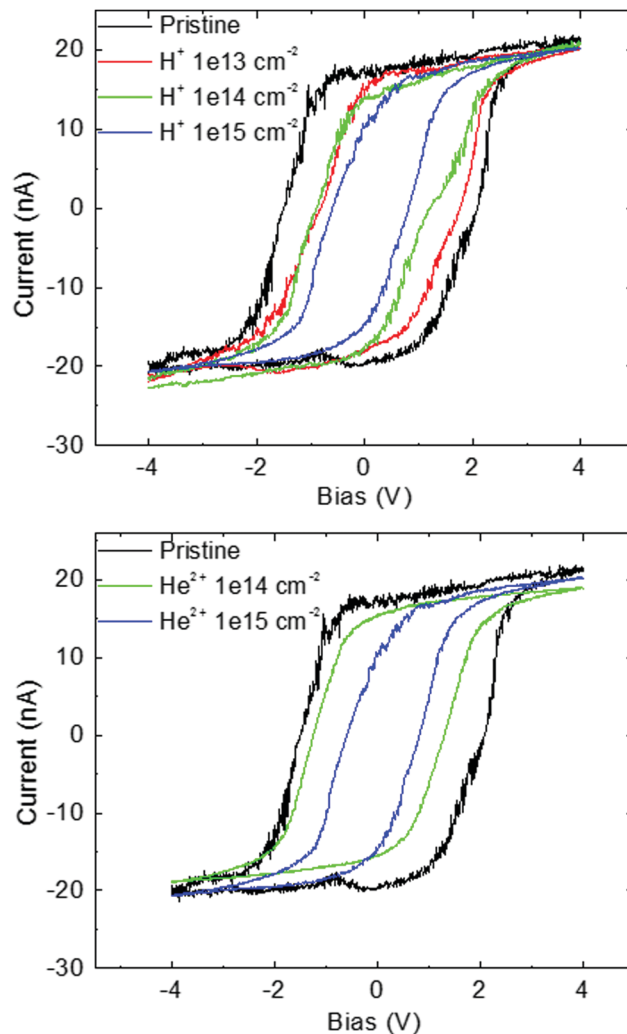 Pristine
H⁺ 1e13 cm⁻²
H⁺ 1e14 cm⁻²
H⁺ 1e15 cm⁻²
20
10
0
-10
-20
-30
Current (nA)
-4 -2 0 2 4
Bias (V)
Pristine
He²⁺ 1e14 cm⁻²
He²⁺ 1e15 cm⁻²
20
10
0
-10
-20
-30
Current (nA)
-4 -2 0 2 4
Bias (V)